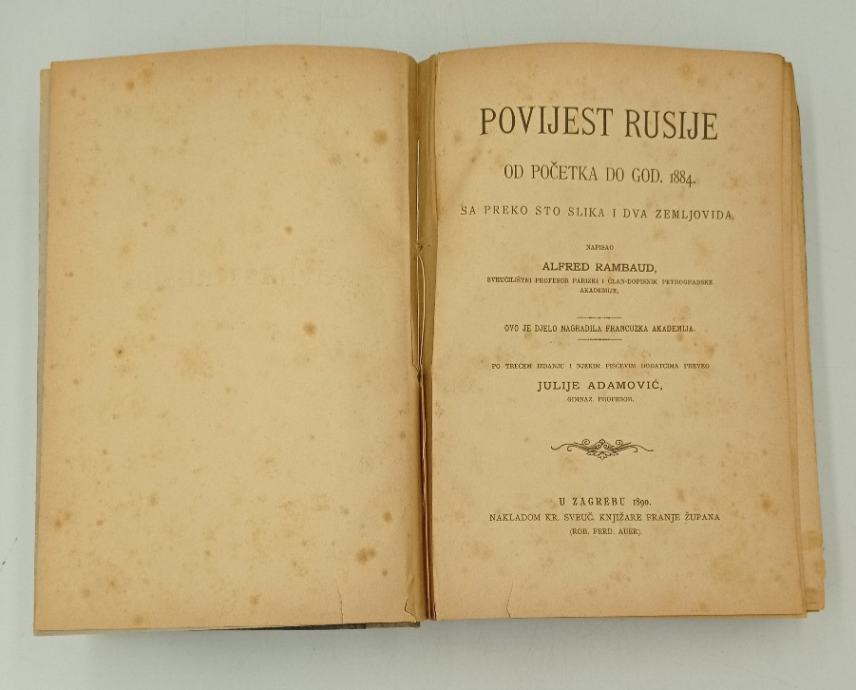 POVIJEST RUSIJE
OD POČETKA DO GOD. 1884.
SA PREKO STO SLIKA I DVA ZEMLJOVIDA.
NAPISAO
ALFRED RAMBAUD,
SVEUČILIŠTNI PROFESOR PARIZKI I ČLAN-DOPISNIK PETROGRADSKE
AKADEMIJE.
OVO JE DJELO NAGRADILA FRANCUZKA AKADEMIJA.
PO TREĆEM IZDANJU I NJEKIM PIŠČEVIM DODATCIMA PREVEO
JULIJE ADAMOVIĆ,
GIMNAZ. PROFESOR.
U ZAGREBU 1890.
NAKLADOM KR. SVEUČ. KNJIŽARE FRANJE ŽUPANA
(ROB. FERD. AUER).